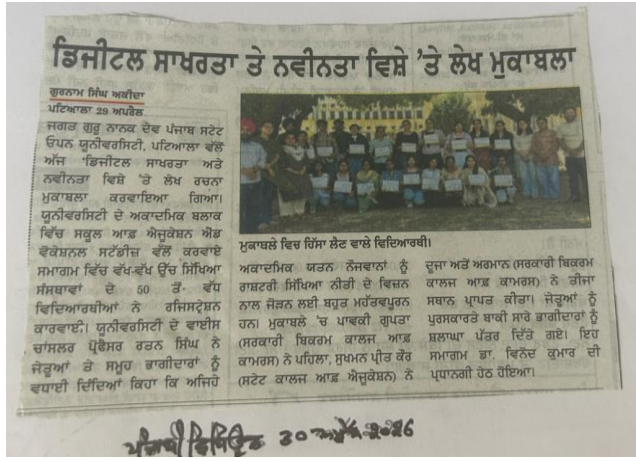 ਡਿਜੀਟਲ ਸਾਖਰਤਾ ਤੇ ਨਵੀਨਤਾ ਵਿਸ਼ੇ 'ਤੇ ਲੇਖ ਮੁਕਾਬਲਾ
ਗੁਰਨਾਮ ਸਿੰਘ ਅਕੀਦਾ
ਪਟਿਆਲਾ 29 ਅਪਰੈਲ
ਜਗਤ ਗੁਰੂ ਨਾਨਕ ਦੇਵ ਪੰਜਾਬ ਸਟੇਟ
ਓਪਨ ਯੂਨੀਵਰਸਿਟੀ, ਪਟਿਆਲਾ ਵੱਲੋਂ
ਅੱਜ 'ਡਿਜੀਟਲ ਸਾਖਰਤਾ ਅਤੇ
ਨਵੀਨਤਾ ਵਿਸ਼ੇ 'ਤੇ ਲੇਖ ਰਚਨਾ
ਮੁਕਾਬਲਾ ਕਰਵਾਇਆ ਗਿਆ।
ਯੂਨੀਵਰਸਿਟੀ ਦੇ ਅਕਾਦਮਿਕ ਬਲਾਕ
ਵਿੱਚ ਸਕੂਲ ਆਫ਼ ਐਜੂਕੇਸ਼ਨ ਐਂਡ
ਵੋਕੇਸ਼ਨਲ ਸਟੱਡੀਜ਼ ਵੱਲੋਂ ਕਰਵਾਏ
ਸਮਾਗਮ ਵਿੱਚ ਵੱਖ-ਵੱਖ ਉੱਚ ਸਿੱਖਿਆ
ਸੰਸਥਾਵਾਂ ਦੇ 50 ਤੋਂ ਵੱਧ
ਵਿਦਿਆਰਥੀਆਂ ਨੇ ਰਜਿਸਟ੍ਰੇਸ਼ਨ
ਕਾਰਵਾਈ। ਯੂਨੀਵਰਸਿਟੀ ਦੇ ਵਾਈਸ
ਚਾਂਸਲਰ ਪ੍ਰੋਫੈਸਰ ਰਤਨ ਸਿੰਘ ਨੇ
ਜੇਤੂਆਂ ਤੇ ਸਮੂਹ ਭਾਗੀਦਾਰਾਂ ਨੂੰ
ਵਧਾਈ ਦਿੰਦਿਆਂ ਕਿਹਾ ਕਿ ਅਜਿਹੇ
ਮੁਕਾਬਲੇ ਵਿਚ ਹਿੱਸਾ ਲੈਣ ਵਾਲੇ ਵਿਦਿਆਰਥੀ।
ਅਕਾਦਮਿਕ ਯਤਨ ਨੌਜਵਾਨਾਂ ਨੂੰ
ਰਾਸ਼ਟਰੀ ਸਿੱਖਿਆ ਨੀਤੀ ਦੇ ਵਿਜ਼ਨ
ਨਾਲ ਜੋੜਨ ਲਈ ਬਹੁਤ ਮਹੱਤਵਪੂਰਨ
ਹਨ। ਮੁਕਾਬਲੇ 'ਚ ਪਾਵਕੀ ਗੁਪਤਾ
(ਸਰਕਾਰੀ ਬਿਕਰਮ ਕਾਲਜ ਆਫ਼
ਕਾਮਰਸ) ਨੇ ਪਹਿਲਾ, ਸੁਖਮਨ ਪ੍ਰੀਤ ਕੌਰ
(ਸਟੇਟ ਕਾਲਜ ਆਫ਼ ਐਜੂਕੇਸ਼ਨ) ਨੇ
ਦੂਜਾ ਅਤੇ ਅਰਮਾਨ (ਸਰਕਾਰੀ ਬਿਕਰਮ
ਕਾਲਜ ਆਫ਼ ਕਾਮਰਸ) ਨੇ ਤੀਜਾ
ਸਥਾਨ ਪ੍ਰਾਪਤ ਕੀਤਾ। ਜੇਤੂਆਂ ਨੂੰ
ਪੁਰਸਕਾਰਤੇ ਬਾਕੀ ਸਾਰੇ ਭਾਗੀਦਾਰਾਂ ਨੂੰ
ਸ਼ਲਾਘਾ ਪੱਤਰ ਦਿੱਤੇ ਗਏ। ਇਹ
ਸਮਾਗਮ ਡਾ. ਵਿਨੋਦ ਕੁਮਾਰ ਦੀ
ਪ੍ਰਧਾਨਗੀ ਹੇਠ ਹੋਇਆ।
ਪੰਜਾਬੀ ਟ੍ਰਿਬਿਊਨ 30 ਅਪ੍ਰੈਲ 2026